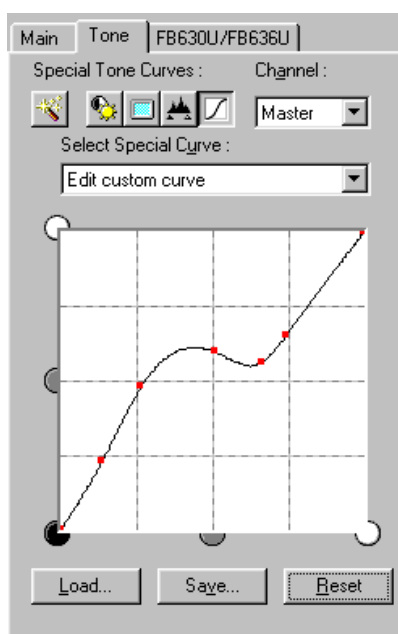 Main Tone FB630U/FB636U
Special Tone Curves : Channel :
Master
Select Special Curve :
Edit custom curve
Load... Save... Reset